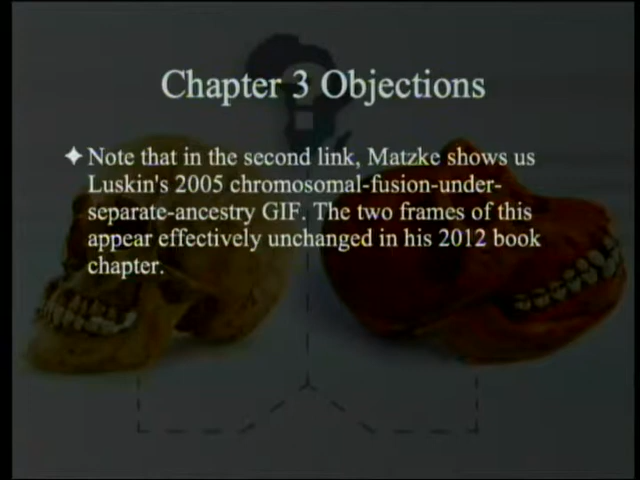 Chapter 3 Objections
Note that in the second link, Matzke shows us
Luskin's 2005 chromosomal-fusion-under-
separate-ancestry GIF. The two frames of this
appear effectively unchanged in his 2012 book
chapter.